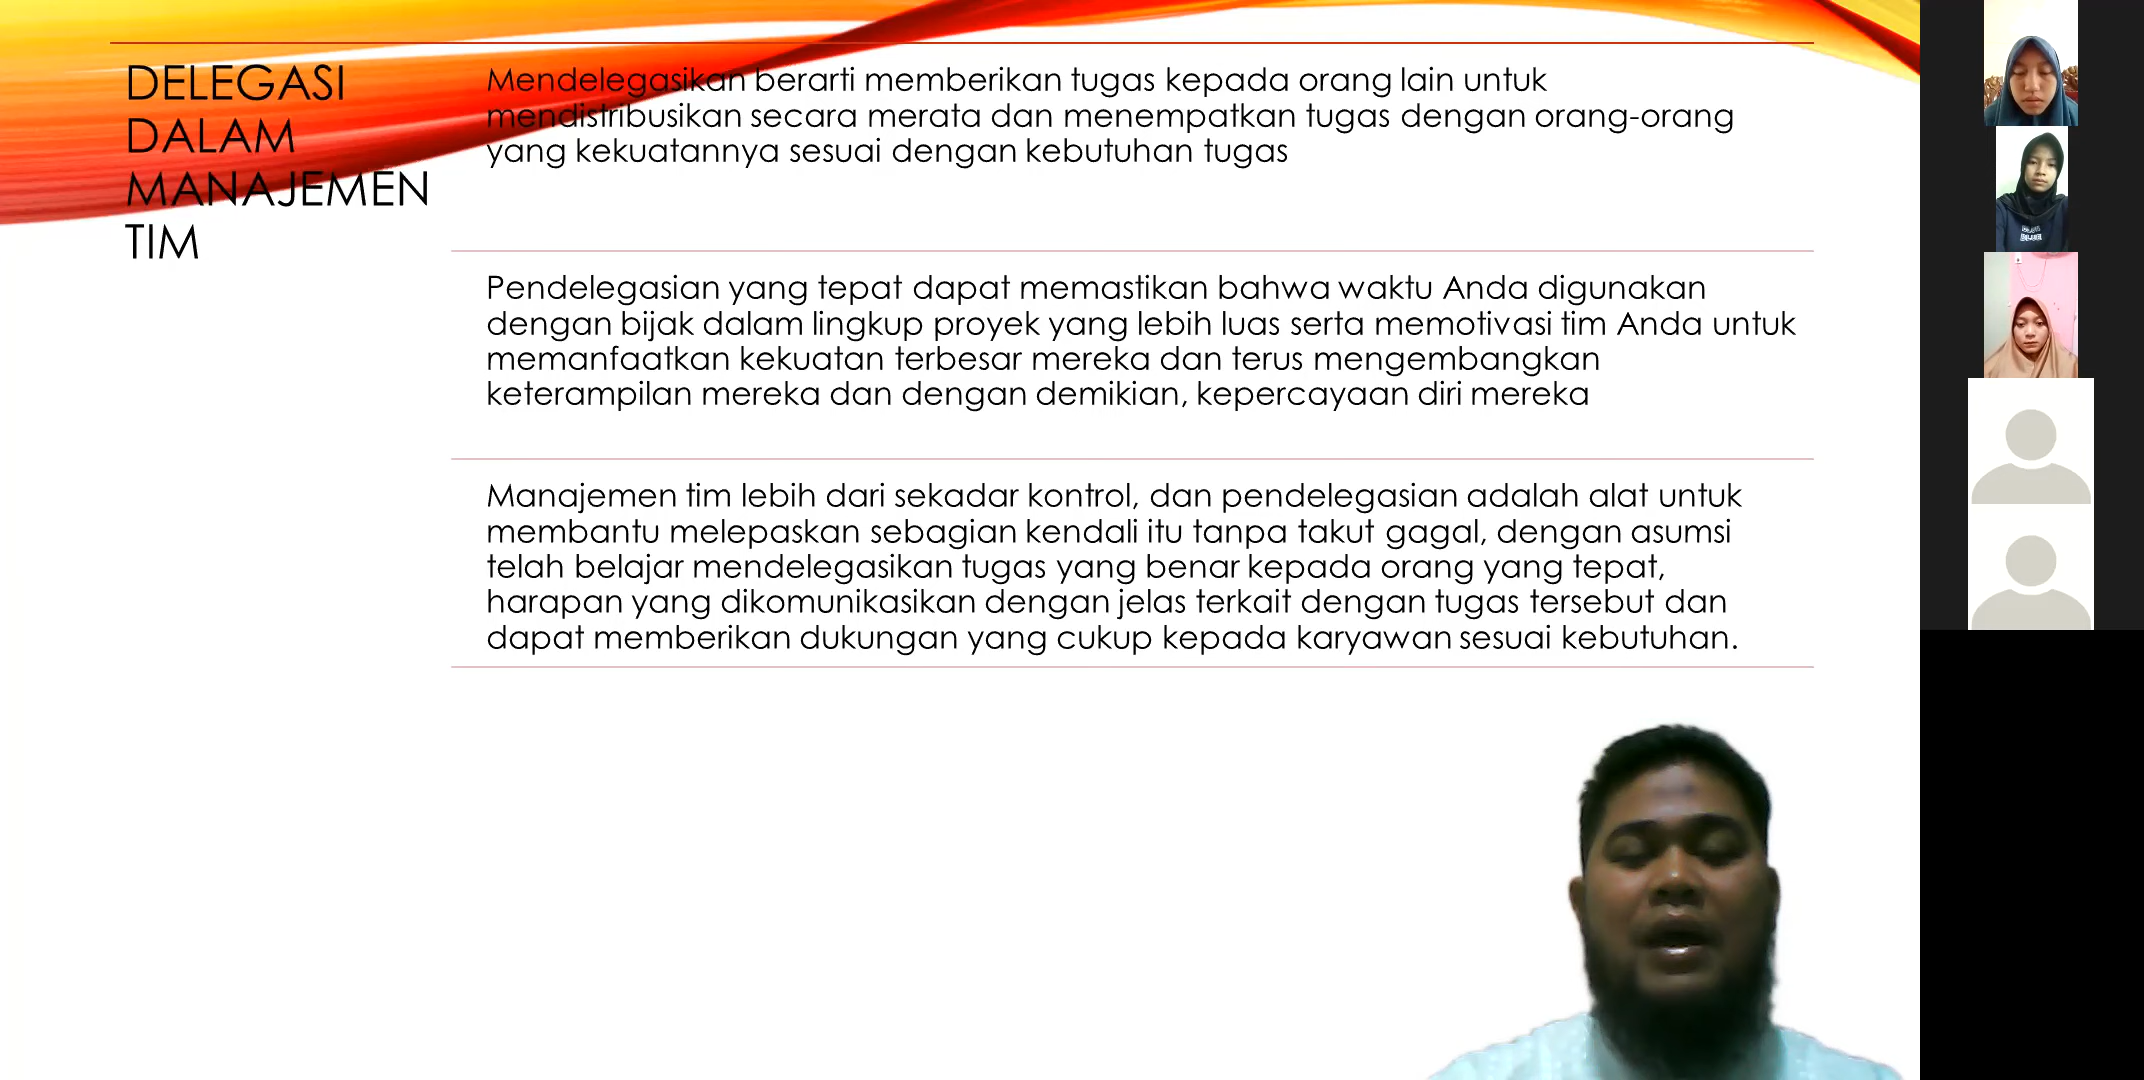 DELEGASI
DALAM
MANAJEMEN
TIM
Mendelegasikan berarti memberikan tugas kepada orang lain untuk
mendistribusikan secara merata dan menempatkan tugas dengan orang-orang
yang kekuatannya sesuai dengan kebutuhan tugas
Pendelegasian yang tepat dapat memastikan bahwa waktu Anda digunakan
dengan bijak dalam lingkup proyek yang lebih luas serta memotivasi tim Anda untuk
memanfaatkan kekuatan terbesar mereka dan terus mengembangkan
keterampilan mereka dan dengan demikian, kepercayaan diri mereka
Manajemen tim lebih dari sekadar kontrol, dan pendelegasian adalah alat untuk
membantu melepaskan sebagian kendali itu tanpa takut gagal, dengan asumsi
telah belajar mendelegasikan tugas yang benar kepada orang yang tepat,
harapan yang dikomunikasikan dengan jelas terkait dengan tugas tersebut dan
dapat memberikan dukungan yang cukup kepada karyawan sesuai kebutuhan.